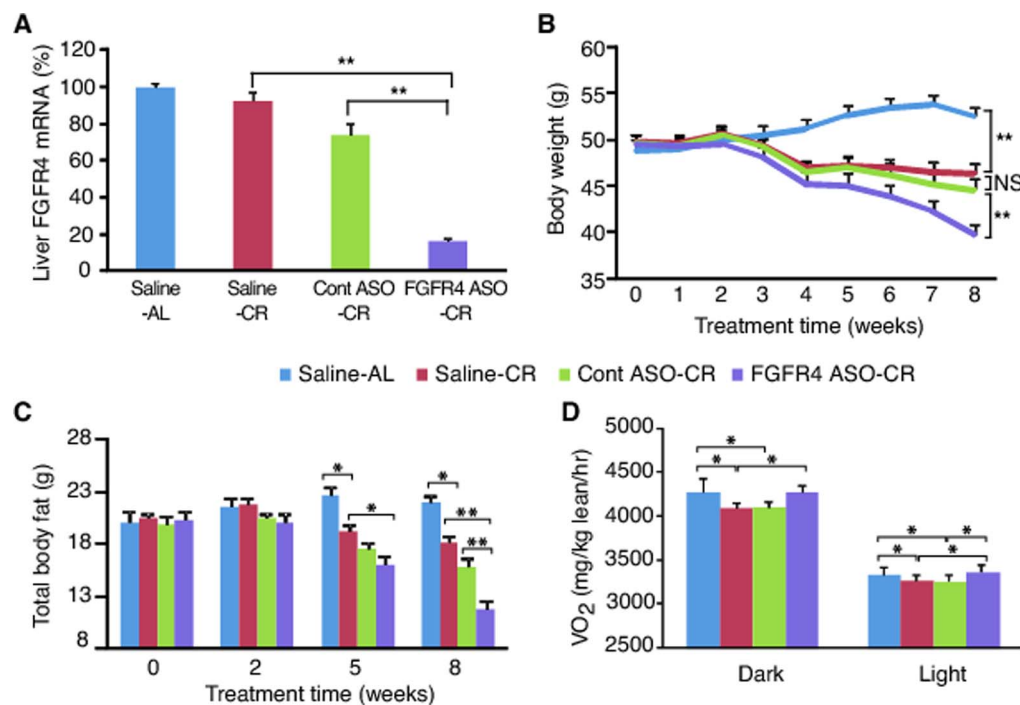 A
Liver FGFR4 mRNA (%)
120
100
80
60
40
20
0
**
**
Saline
-AL
Saline
-CR
Cont ASO
-CR
FGFR4 ASO
-CR
B
Body weight (g)
60
55
50
45
40
35
**
NS
**
0 1 2 3 4 5 6 7 8
Treatment time (weeks)
Saline-AL Saline-CR Cont ASO-CR FGFR4 ASO-CR
C
Total body fat (g)
28
23
18
13
8
*
*
*
**
**
0 2 5 8
Treatment time (weeks)
D
VO2 (mg/kg lean/hr)
5000
4500
4000
3500
3000
2500
*
*
*
*
*
*
*
Dark Light